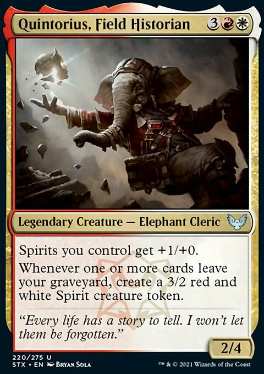 Quintorius, Field Historian 3
Legendary Creature — Elephant Cleric
Spirits you control get +1/+0.
Whenever one or more cards leave
your graveyard, create a 3/2 red and
white Spirit creature token.
“Every life has a story to tell. I won’t let
them be forgotten.”
2/4
220/275 U
STX • EN BRYAN SOLA
™ & © 2021 Wizards of the Coast